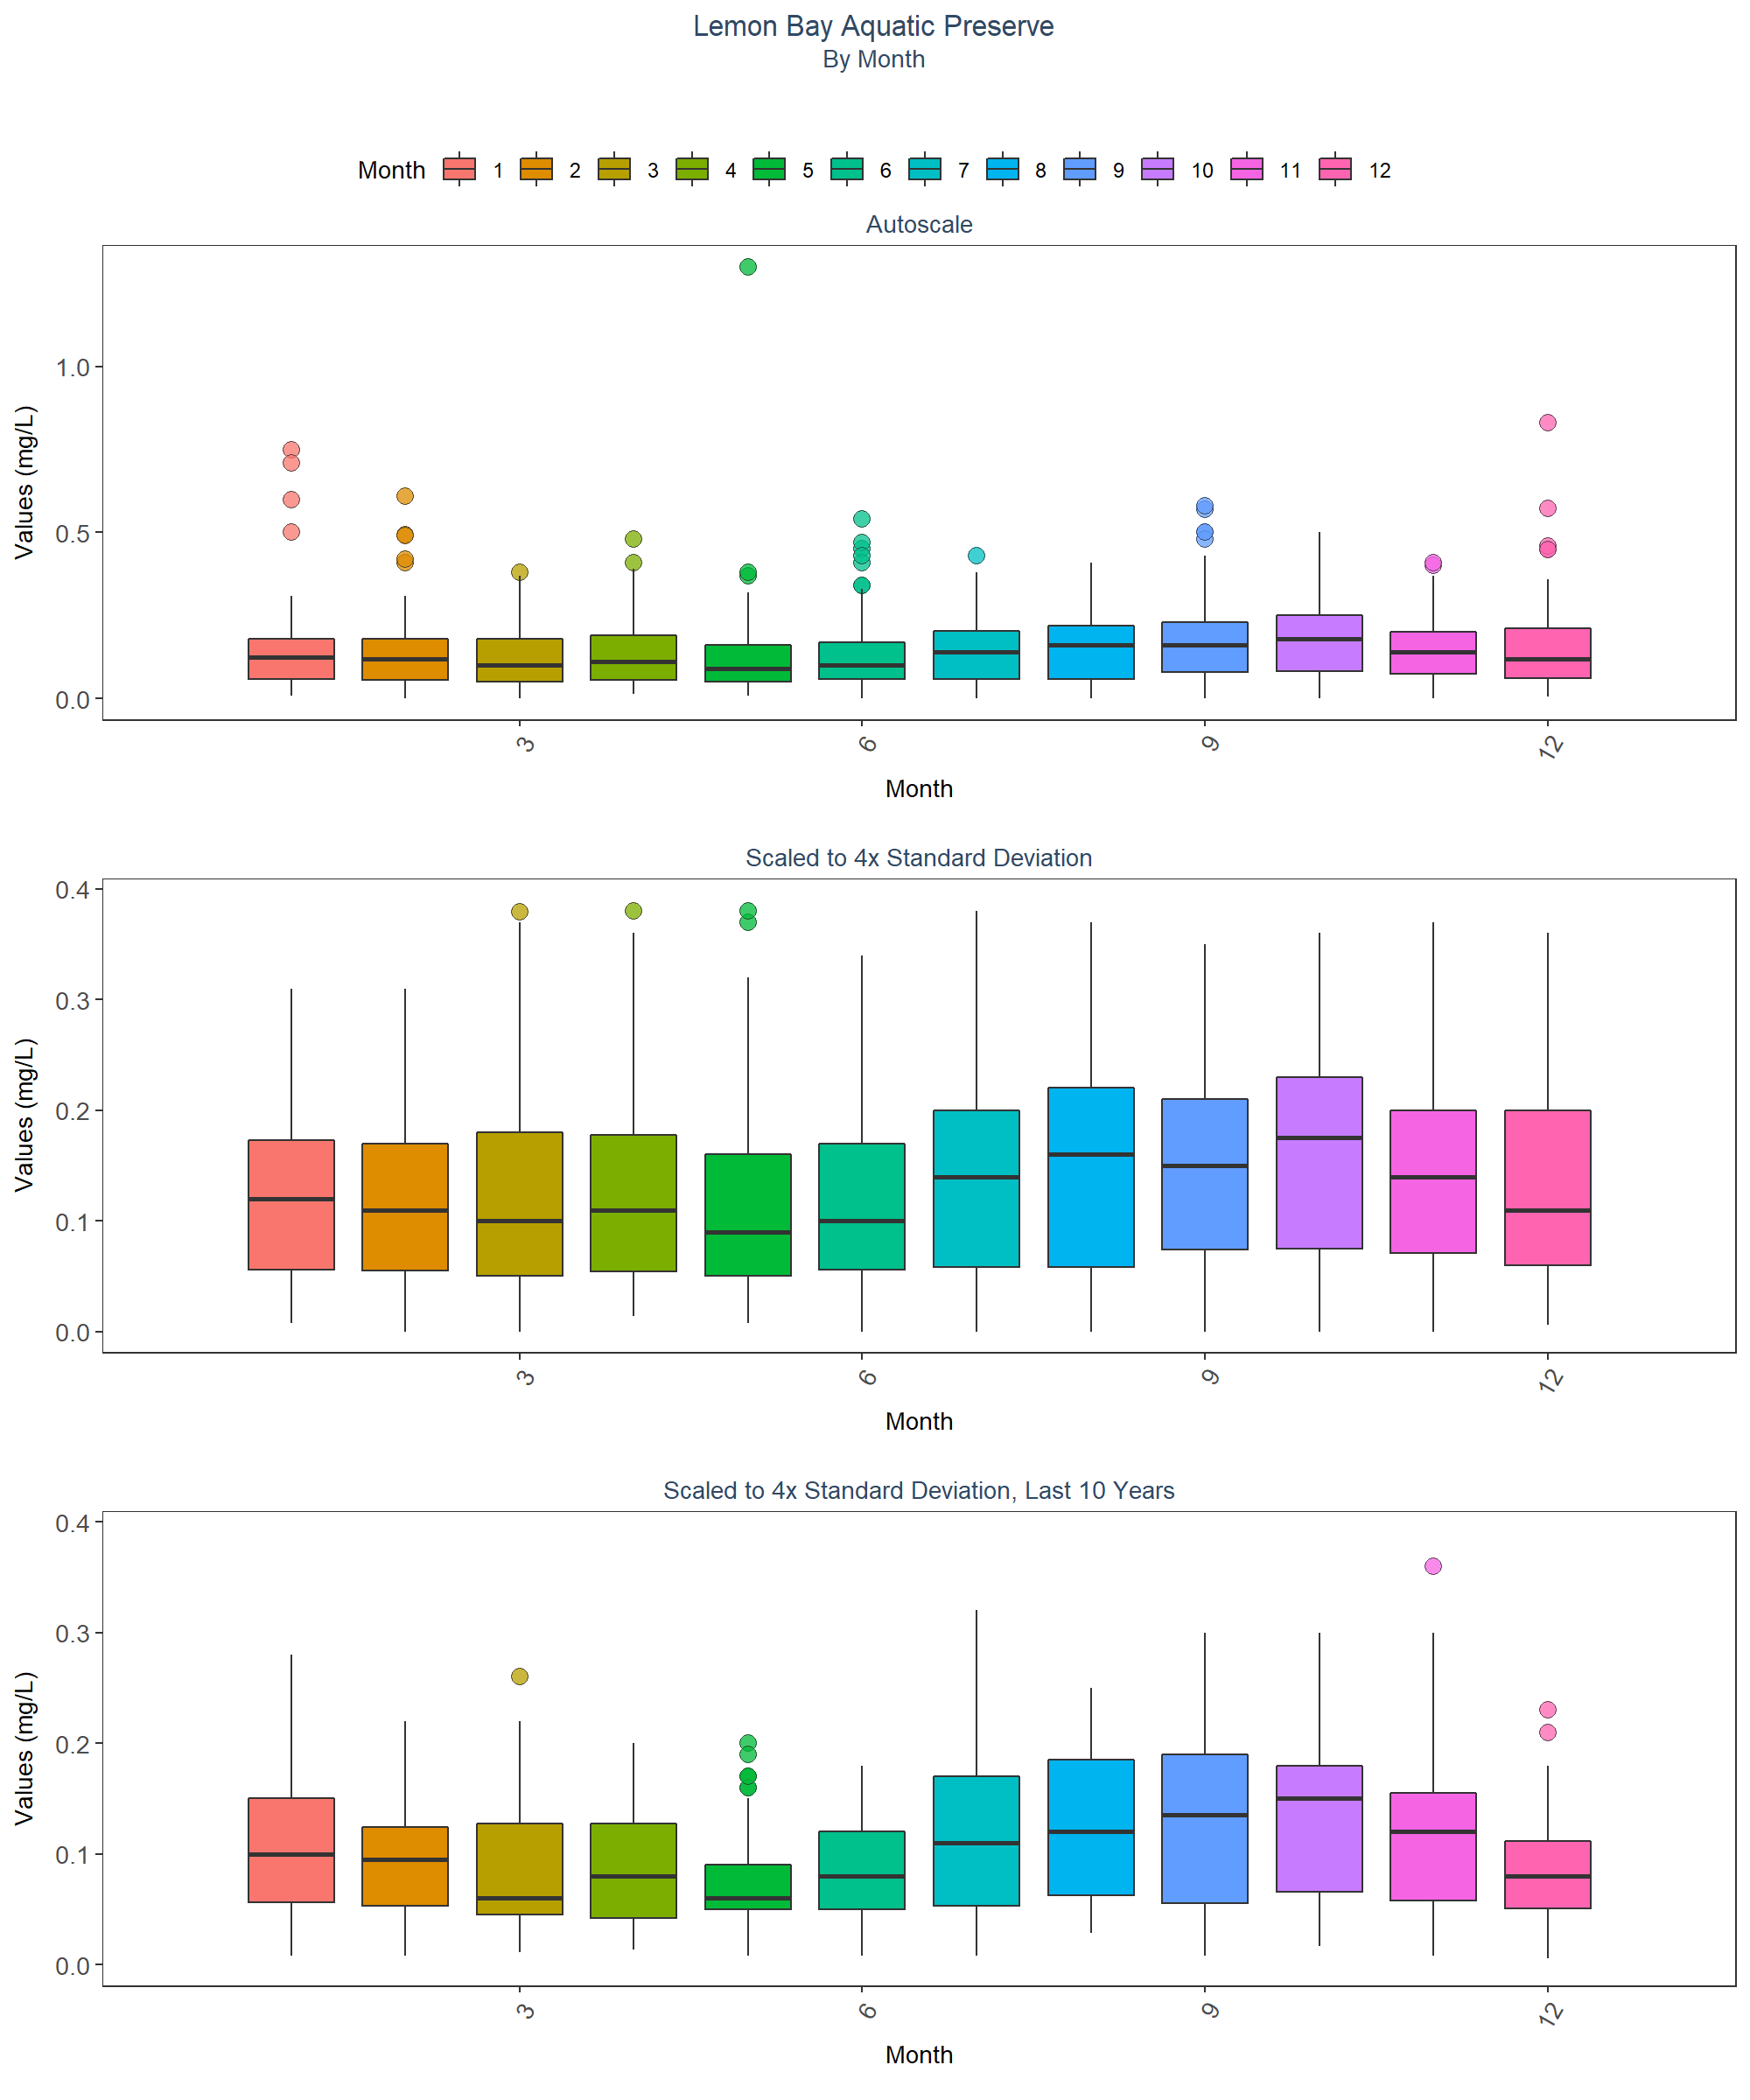 Lemon Bay Aquatic Preserve
By Month
Month 1 2 3 4 5 6 7 8 9 10 11 12
Autoscale
Values (mg/L)
1.0
0.5
0.0
3 6 9 12
Month
Scaled to 4x Standard Deviation
Values (mg/L)
0.4
0.3
0.2
0.1
0.0
3 6 9 12
Month
Scaled to 4x Standard Deviation, Last 10 Years
Values (mg/L)
0.4
0.3
0.2
0.1
0.0
3 6 9 12
Month